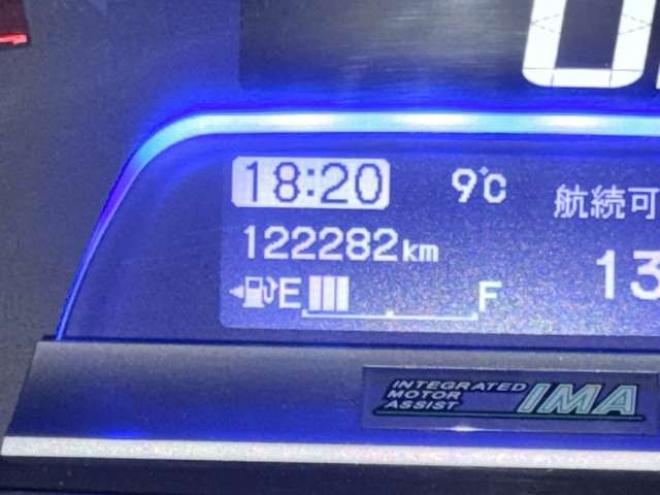 18:20 9°C 航続可
122282km 13
E F
INTEGRATED
MOTOR
ASSIST IMA